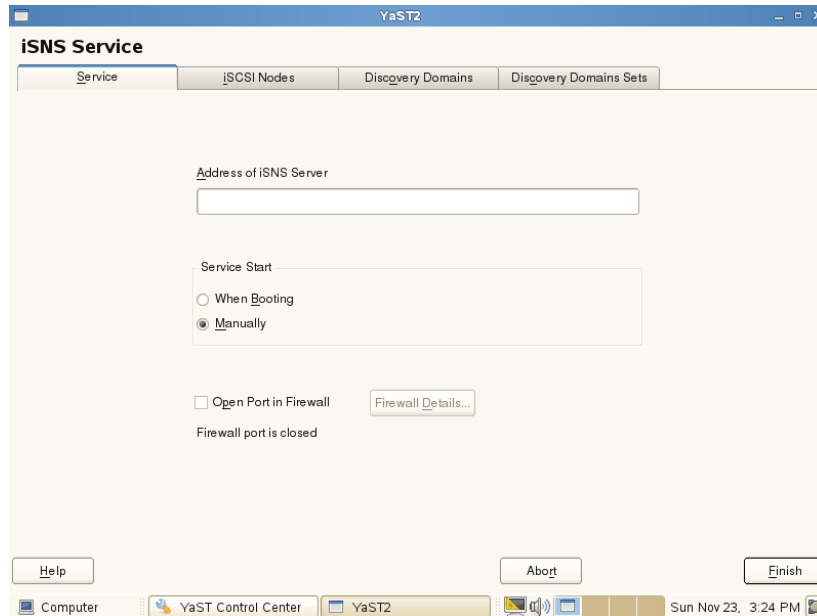 YaST2
iSNS Service
Service iSCSI Nodes Discovery Domains Discovery Domains Sets
Address of iSNS Server
Service Start
When Booting
Manually
Open Port in Firewall Firewall Details...
Firewall port is closed
Help Abort Finish
Computer YaST Control Center YaST2 Sun Nov 23, 3:24 PM